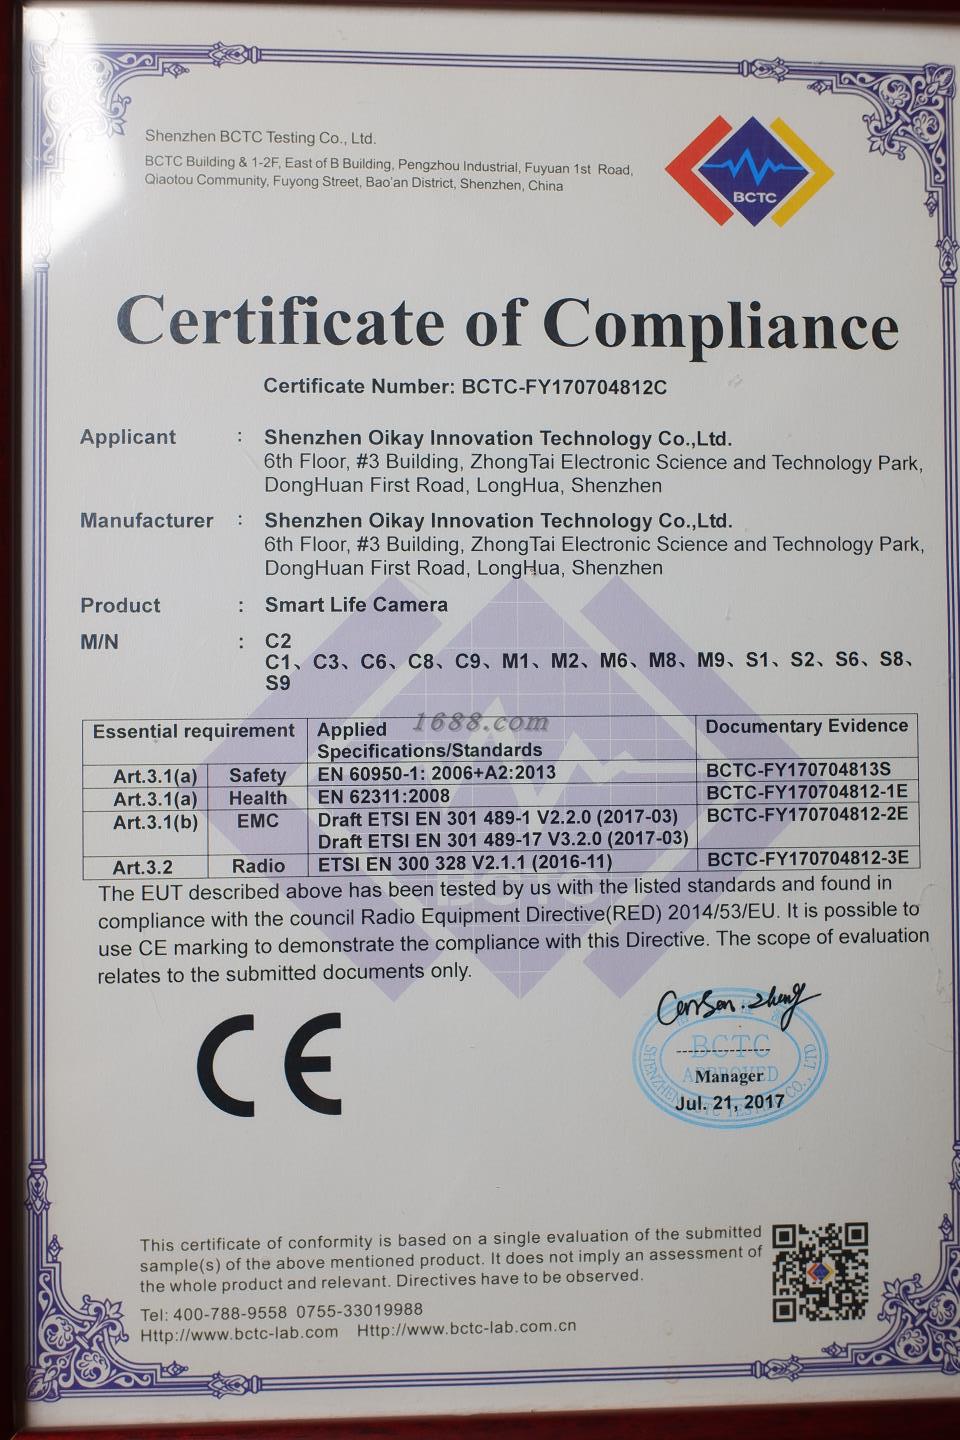 Shenzhen BCTC Testing Co., Ltd.
BCTC Building & 1-2F, East of B Building, Pengzhou Industrial, Fuyuan 1st Road,
Qiaotou Community, Fuyong Street, Bao'an District, Shenzhen, China
BCTC
Certificate of Compliance
Certificate Number: BCTC-FY170704812C
Applicant : Shenzhen Oikay Innovation Technology Co.,Ltd.
6th Floor, #3 Building, ZhongTai Electronic Science and Technology Park,
DongHuan First Road, LongHua, Shenzhen
Manufacturer : Shenzhen Oikay Innovation Technology Co.,Ltd.
6th Floor, #3 Building, ZhongTai Electronic Science and Technology Park,
DongHuan First Road, LongHua, Shenzhen
Product : Smart Life Camera
M/N : C2
C1、C3、C6、C8、C9、M1、M2、M6、M8、M9、S1、S2、S6、S8、
S9
1688.com
Essential requirement Applied Documentary Evidence
Specifications/Standards
Art.3.1(a) Safety EN 60950-1: 2006+A2:2013 BCTC-FY170704813S
Art.3.1(a) Health EN 62311:2008 BCTC-FY170704812-1E
Art.3.1(b) EMC Draft ETSI EN 301 489-1 V2.2.0 (2017-03) BCTC-FY170704812-2E
Draft ETSI EN 301 489-17 V3.2.0 (2017-03)
Art.3.2 Radio ETSI EN 300 328 V2.1.1 (2016-11) BCTC-FY170704812-3E
BCTC
The EUT described above has been tested by us with the listed standards and found in
compliance with the council Radio Equipment Directive(RED) 2014/53/EU. It is possible to
use CE marking to demonstrate the compliance with this Directive. The scope of evaluation
relates to the submitted documents only.
CE
BCTC
APPROVED
Manager
Jul. 21, 2017
This certificate of conformity is based on a single evaluation of the submitted
sample(s) of the above mentioned product. It does not imply an assessment of
the whole product and relevant. Directives have to be observed.
Tel: 400-788-9558 0755-33019988
Http://www.bctc-lab.com Http://www.bctc-lab.com.cn